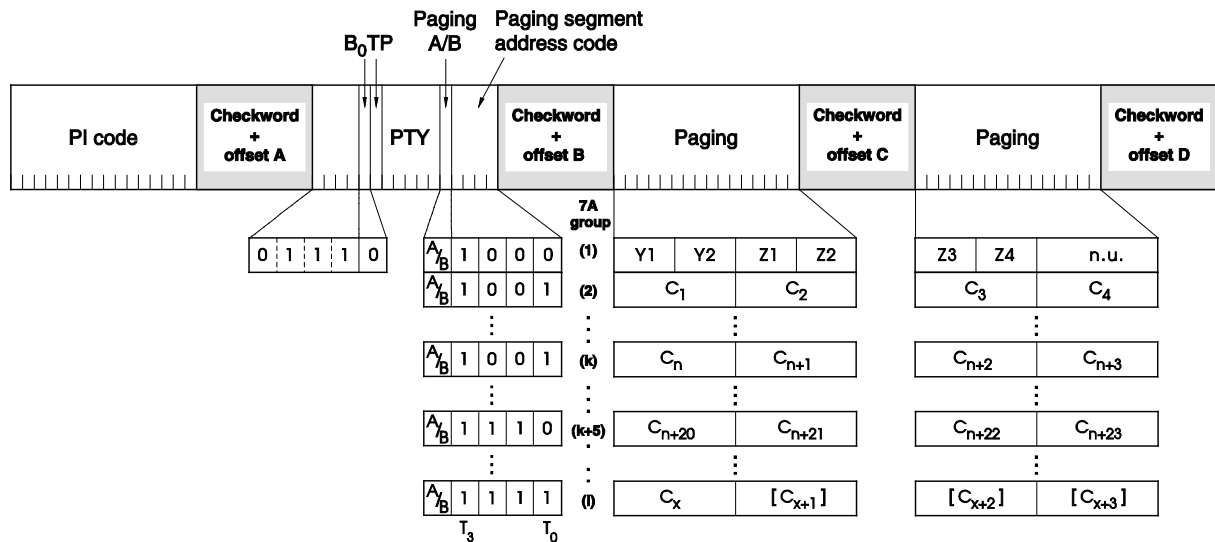 Paging A/B
Paging segment address code
B₀TP
PI code
Checkword + offset A
PTY
Checkword + offset B
Paging
Checkword + offset C
Paging
Checkword + offset D
7A group
0 1 1 1 0
A/B 1 0 0 0 (1) Y1 Y2 Z1 Z2 Z3 Z4 n.u.
A/B 1 0 0 1 (2) C₁ C₂ C₃ C₄
A/B 1 0 0 1 (k) Cₙ Cₙ₊₁ Cₙ₊₂ Cₙ₊₃
A/B 1 1 1 0 (k+5) Cₙ₊₂₀ Cₙ₊₂₁ Cₙ₊₂₂ Cₙ₊₂₃
A/B 1 1 1 1 (l) Cₓ [Cₓ₊₁] [Cₓ₊₂] [Cₓ₊₃]
T₃ T₀